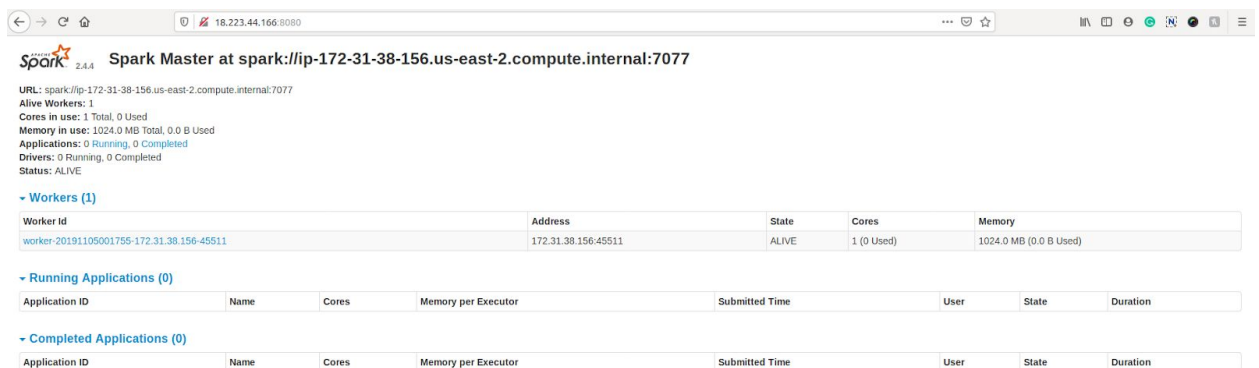 18.223.44.166:8080
APACHE Spark 2.4.4 Spark Master at spark://ip-172-31-38-156.us-east-2.compute.internal:7077
URL: spark://ip-172-31-38-156.us-east-2.compute.internal:7077
Alive Workers: 1
Cores in use: 1 Total, 0 Used
Memory in use: 1024.0 MB Total, 0.0 B Used
Applications: 0 Running, 0 Completed
Drivers: 0 Running, 0 Completed
Status: ALIVE
Workers (1)
Worker Id Address State Cores Memory
worker-20191105001755-172.31.38.156-45511 172.31.38.156:45511 ALIVE 1 (0 Used) 1024.0 MB (0.0 B Used)
Running Applications (0)
Application ID Name Cores Memory per Executor Submitted Time User State Duration
Completed Applications (0)
Application ID Name Cores Memory per Executor Submitted Time User State Duration